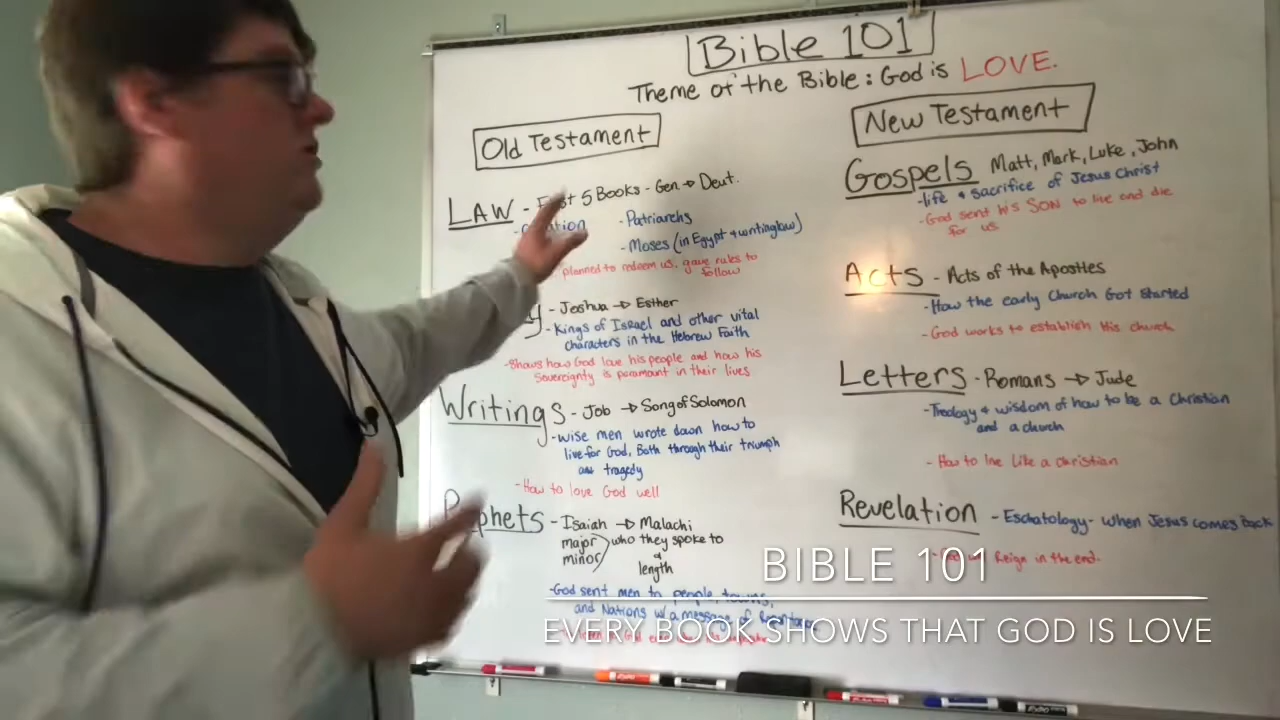 Bible 101
Theme of the Bible: God is LOVE.
Old Testament
LAW - First 5 Books - Gen. → Deut.
- Patriarchs
- Moses (in Egypt +
planned to redeem us, gave rules to
follow
- Joshua → Esther
- Kings of Israel and other vital
characters in the Hebrew Faith
- Shows how God love his people and how his
Sovereignty is paramount in their lives
Writings - Job → Song of Solomon
- wise men wrote down how to
live for God, Both through their triumph
and tragedy
- How to love God well
Prophets - Isaiah → Malachi
major
minor
who they spoke to
+
length
- God sent men to people, towns,
and Nations w/ a message of
New Testament
Gospels Matt, Mark, Luke, John
- life + sacrifice of Jesus Christ
- God sent his SON to live and die
for us
Acts - Acts of the Apostles
- How the early Church Got started
- God works to establish His church
Letters - Romans → Jude
- Theology + wisdom of how to be a Christian
and a church
- How to live like a christian
Revelation - Eschatology - when Jesus comes Back
Reign in the end.
BIBLE 101
EVERY BOOK SHOWS THAT GOD IS LOVE
EXPO
EXPO